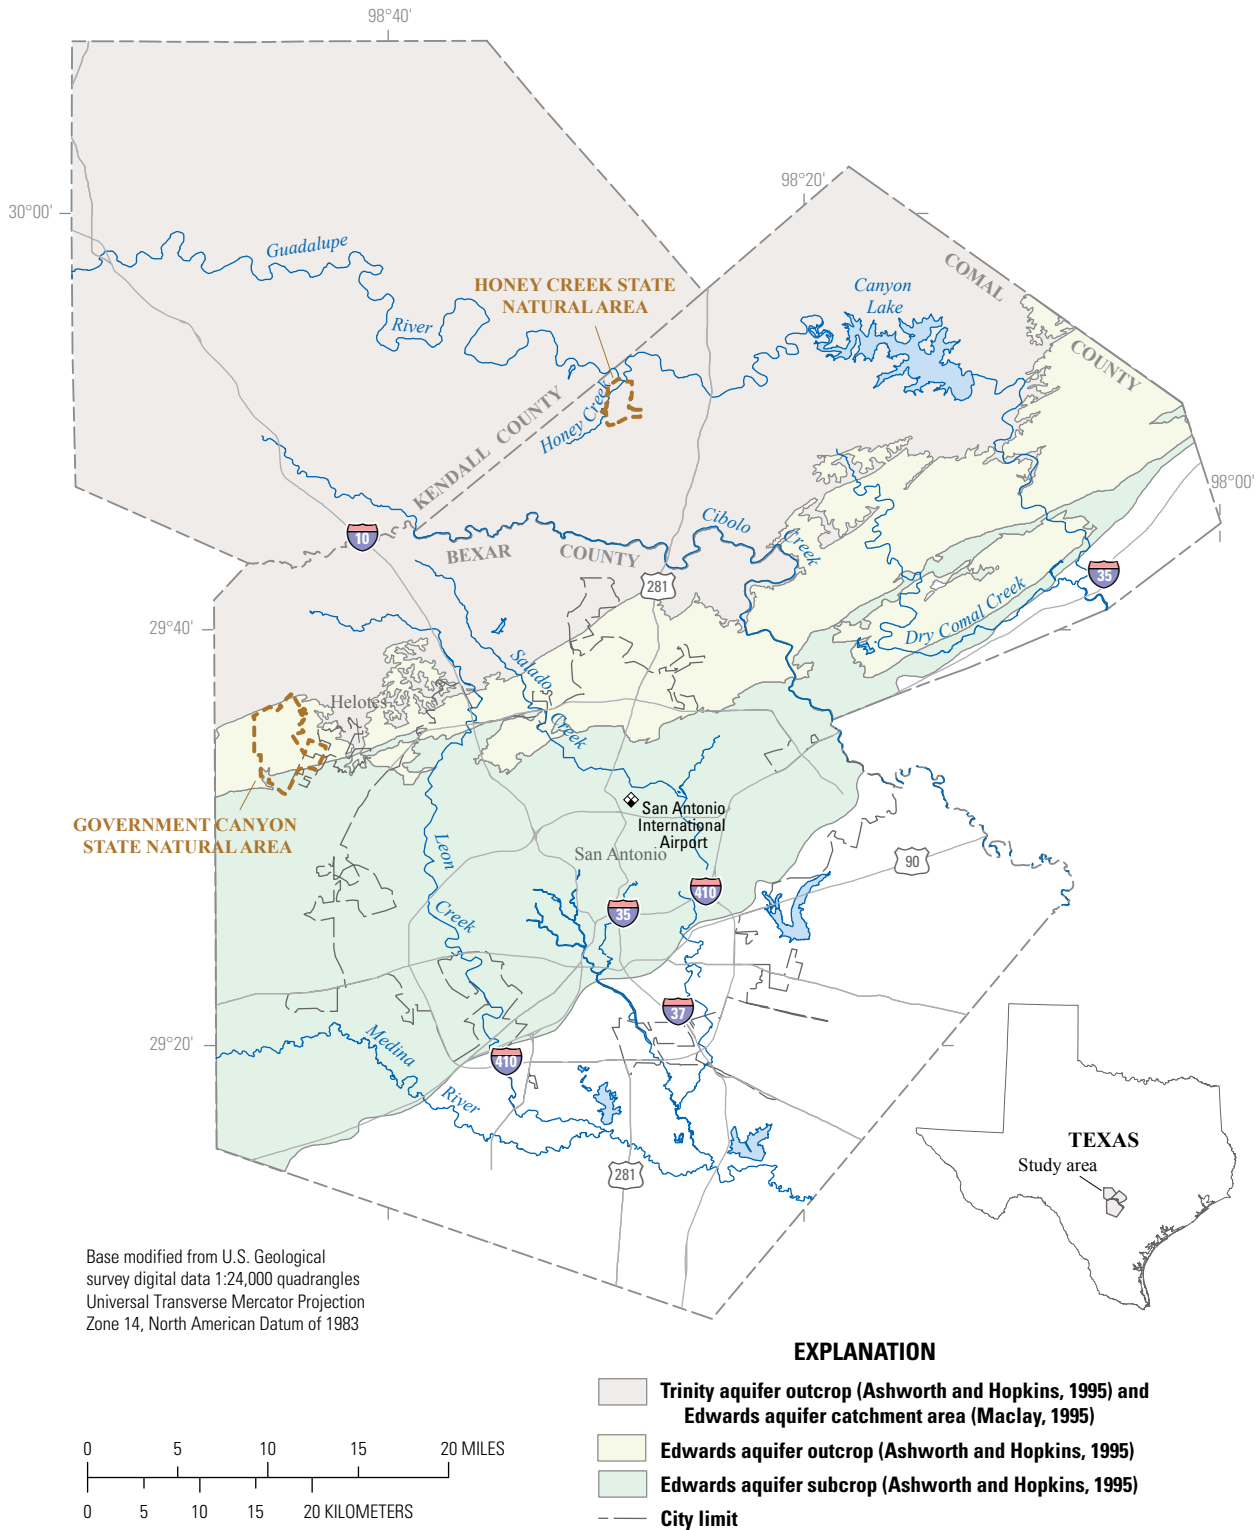 98°40'
98°20'
30°00'
COMAL
Guadalupe
HONEY CREEK STATE
NATURAL AREA
Canyon
Lake
River
COUNTY
Honey Creek
KENDALL COUNTY
98°00'
Cibolo
Creek
10
BEXAR COUNTY
281
35
29°40'
Dry Comal Creek
Salado
Helotes
Creek
San Antonio
International
Airport
GOVERNMENT CANYON
STATE NATURAL AREA
Leon
San Antonio
90
410
35
Creek
37
29°20'
Medina
410
River
TEXAS
Study area
281
Base modified from U.S. Geological
survey digital data 1:24,000 quadrangles
Universal Transverse Mercator Projection
Zone 14, North American Datum of 1983
EXPLANATION
Trinity aquifer outcrop (Ashworth and Hopkins, 1995) and
Edwards aquifer catchment area (Maclay, 1995)
Edwards aquifer outcrop (Ashworth and Hopkins, 1995)
Edwards aquifer subcrop (Ashworth and Hopkins, 1995)
City limit
0 5 10 15 20 MILES
0 5 10 15 20 KILOMETERS